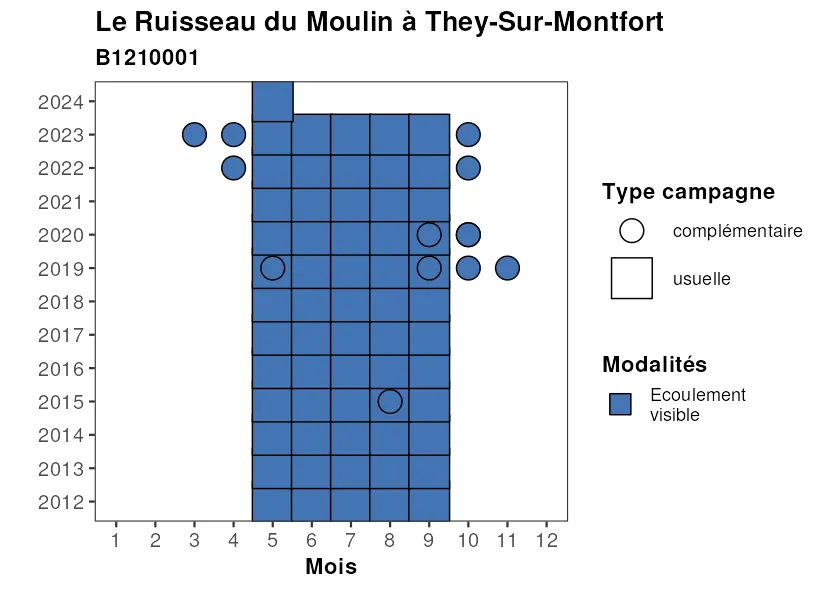 Le Ruisseau du Moulin à They-Sur-Montfort
B1210001
2024
2023
2022
2021
2020
2019
2018
2017
2016
2015
2014
2013
2012
1 2 3 4 5 6 7 8 9 10 11 12
Mois
Type campagne
complémentaire
usuelle
Modalités
Ecoulement
visible